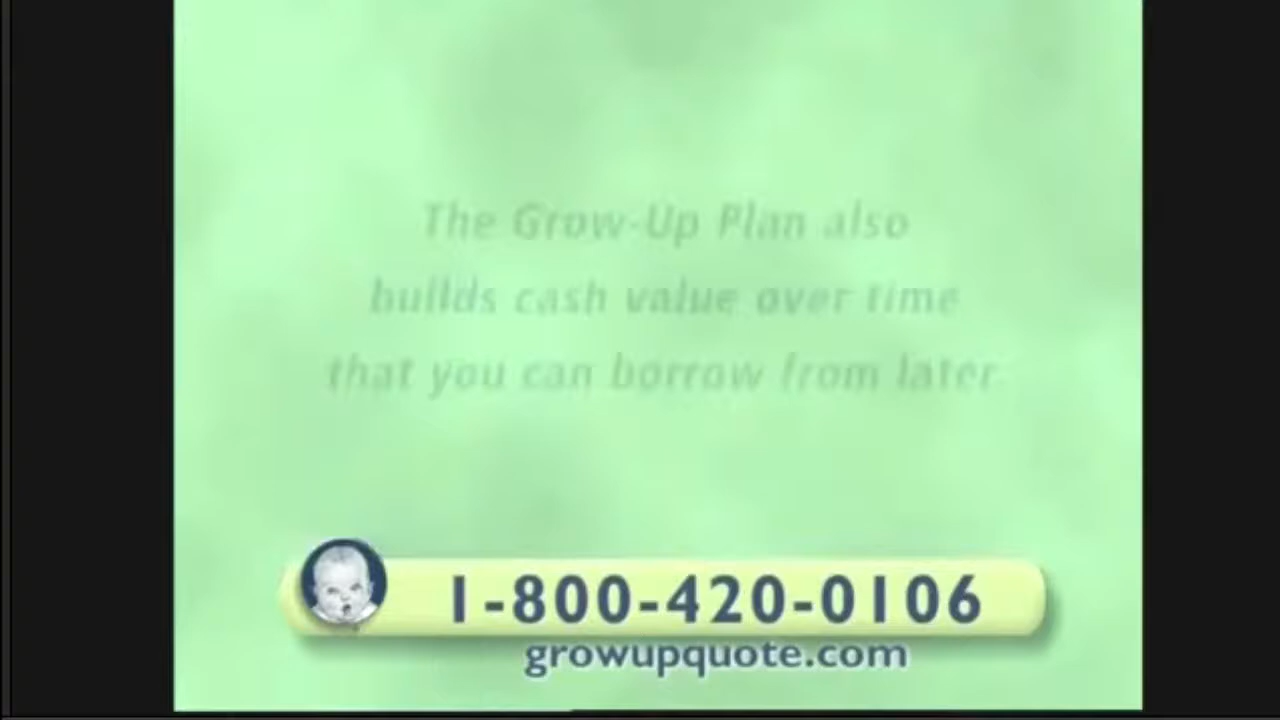 The Grow-Up Plan also
builds cash value over time
that you can borrow from later
1-800-420-0106
growupquote.com